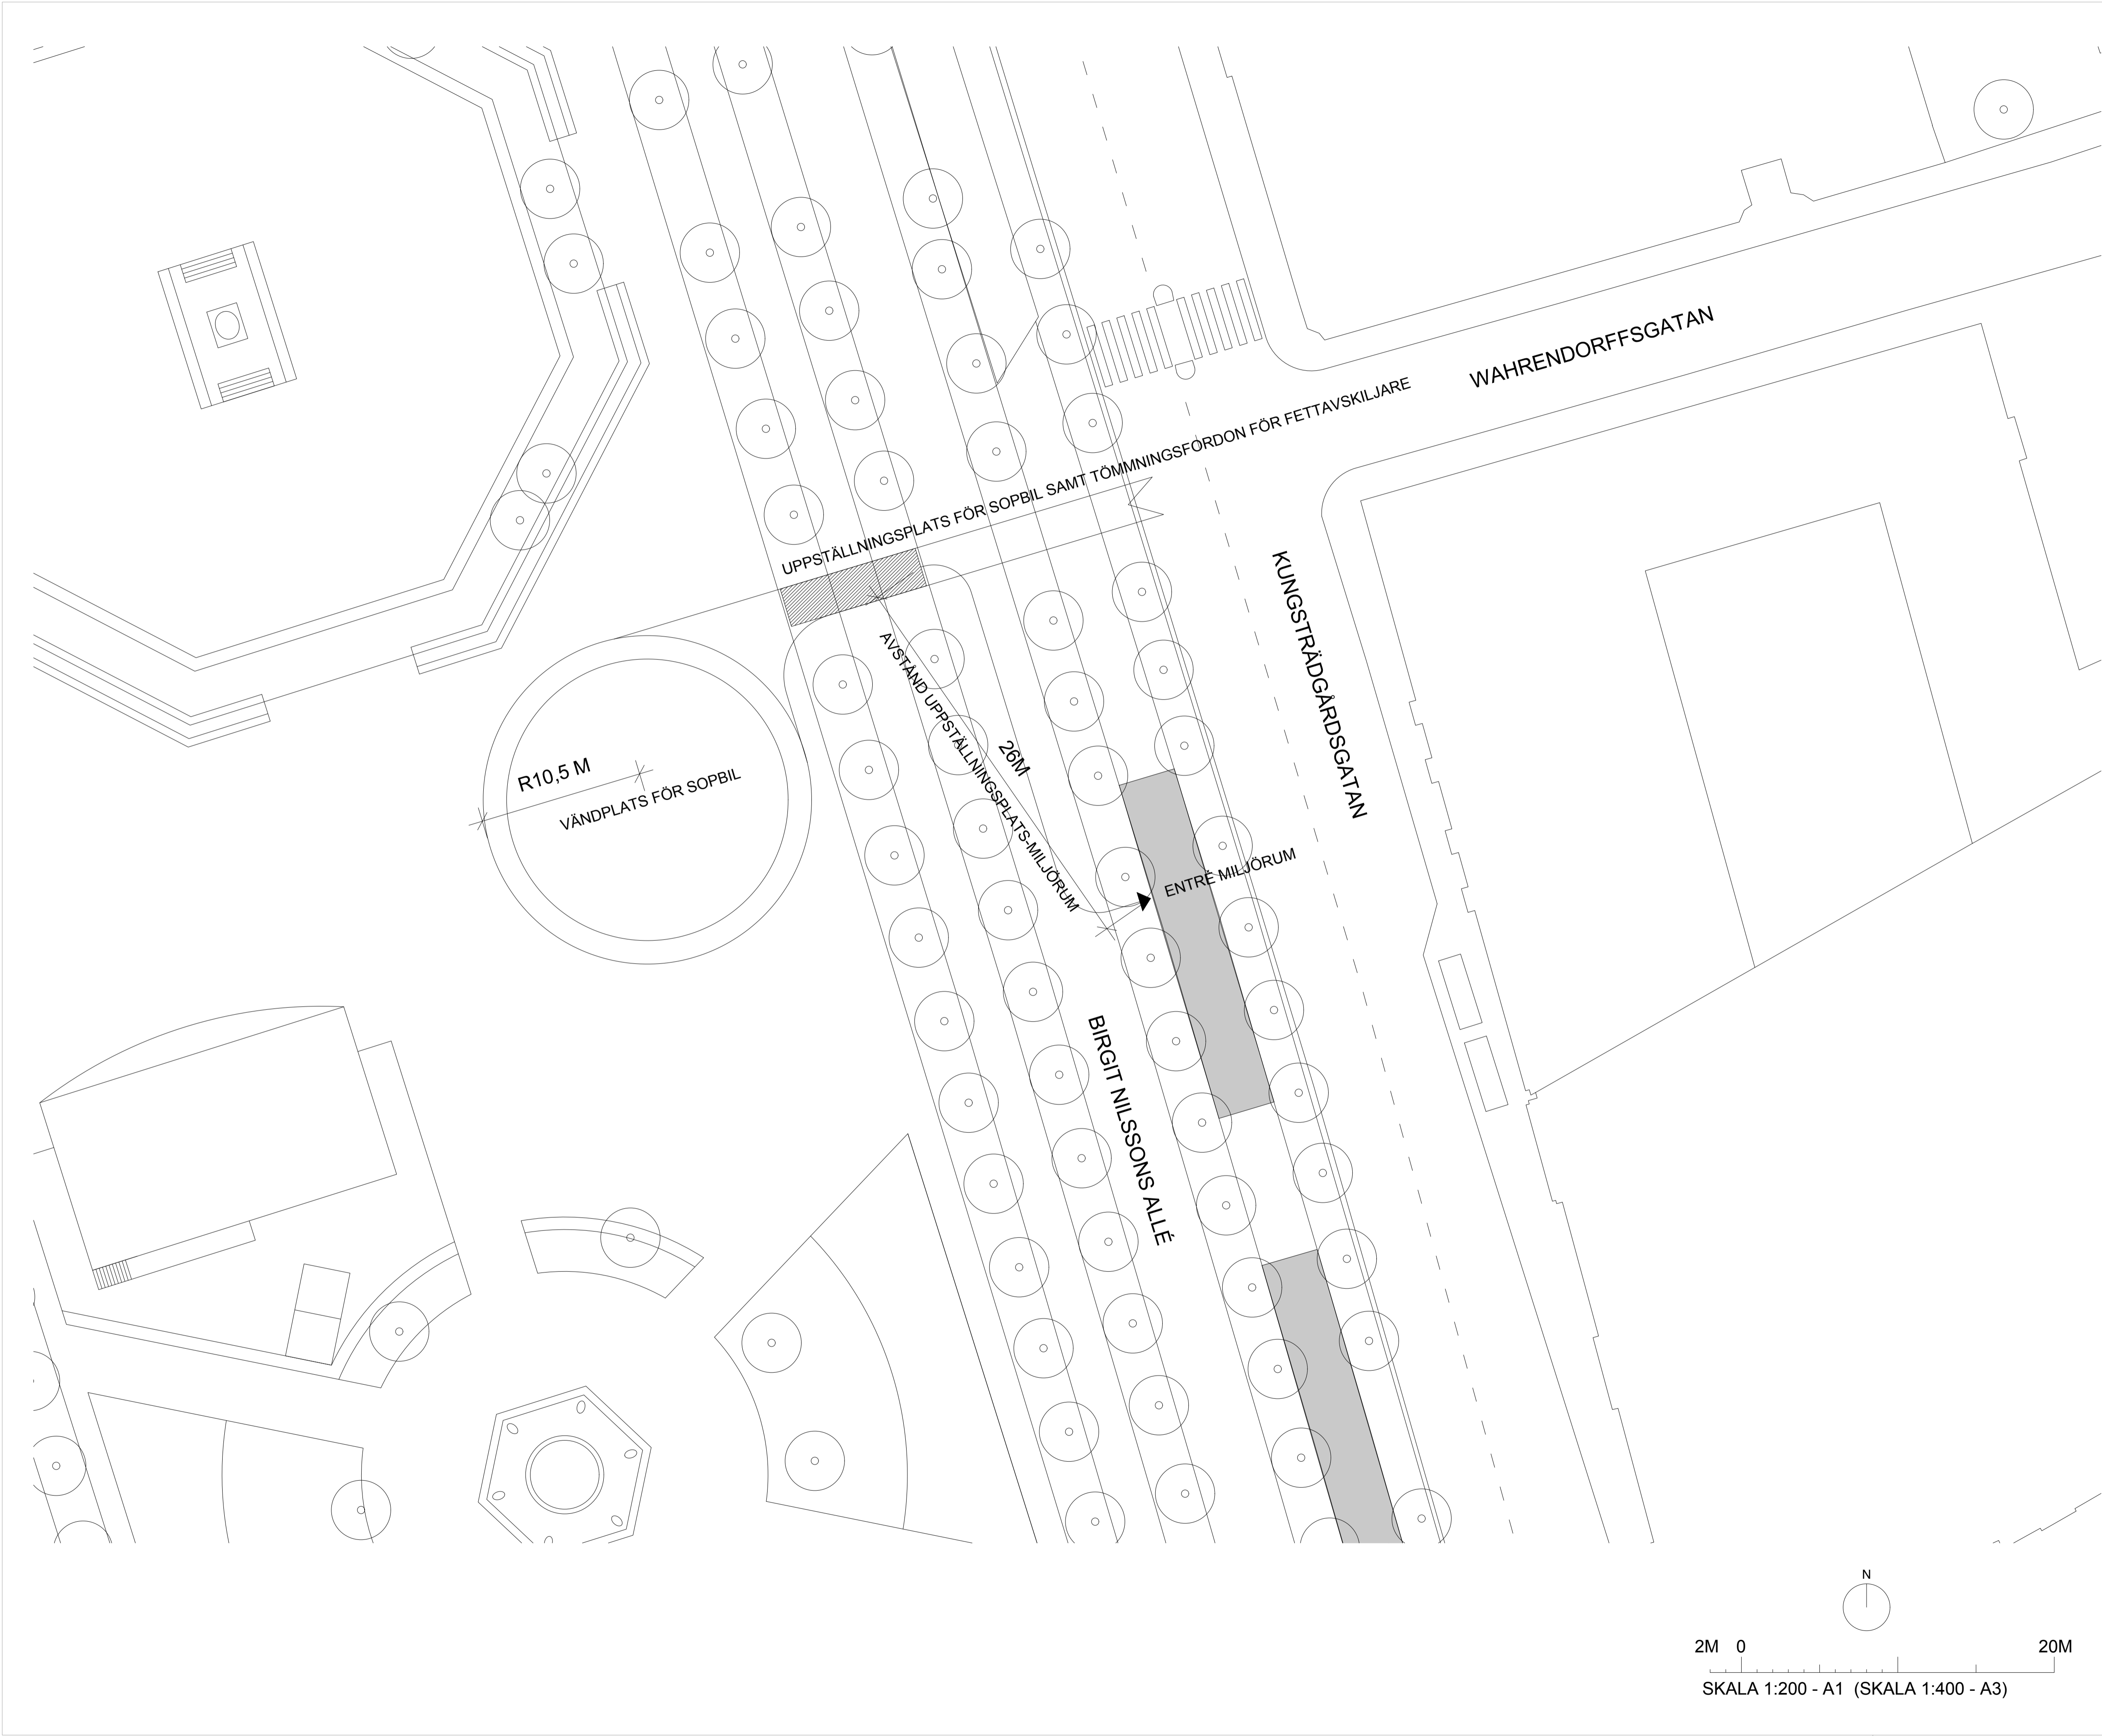 WAHRENDORFFSGATAN
UPPSTÄLLNINGSPLATS FÖR SOPBIL SAMT TÖMMNINGSFORDON FÖR FETTAVSKILJARE
KUNGSTRÄDGÅRDSGATAN
AVSTÅND UPPSTÄLLNINGSPLATS-MILJÖRUM
26M
R10,5 M
VÄNDPLATS FÖR SOPBIL
ENTRÉ MILJÖRUM
BIRGIT NILSSONS ALLÉ
N
2M 0 20M
SKALA 1:200 - A1 (SKALA 1:400 - A3)